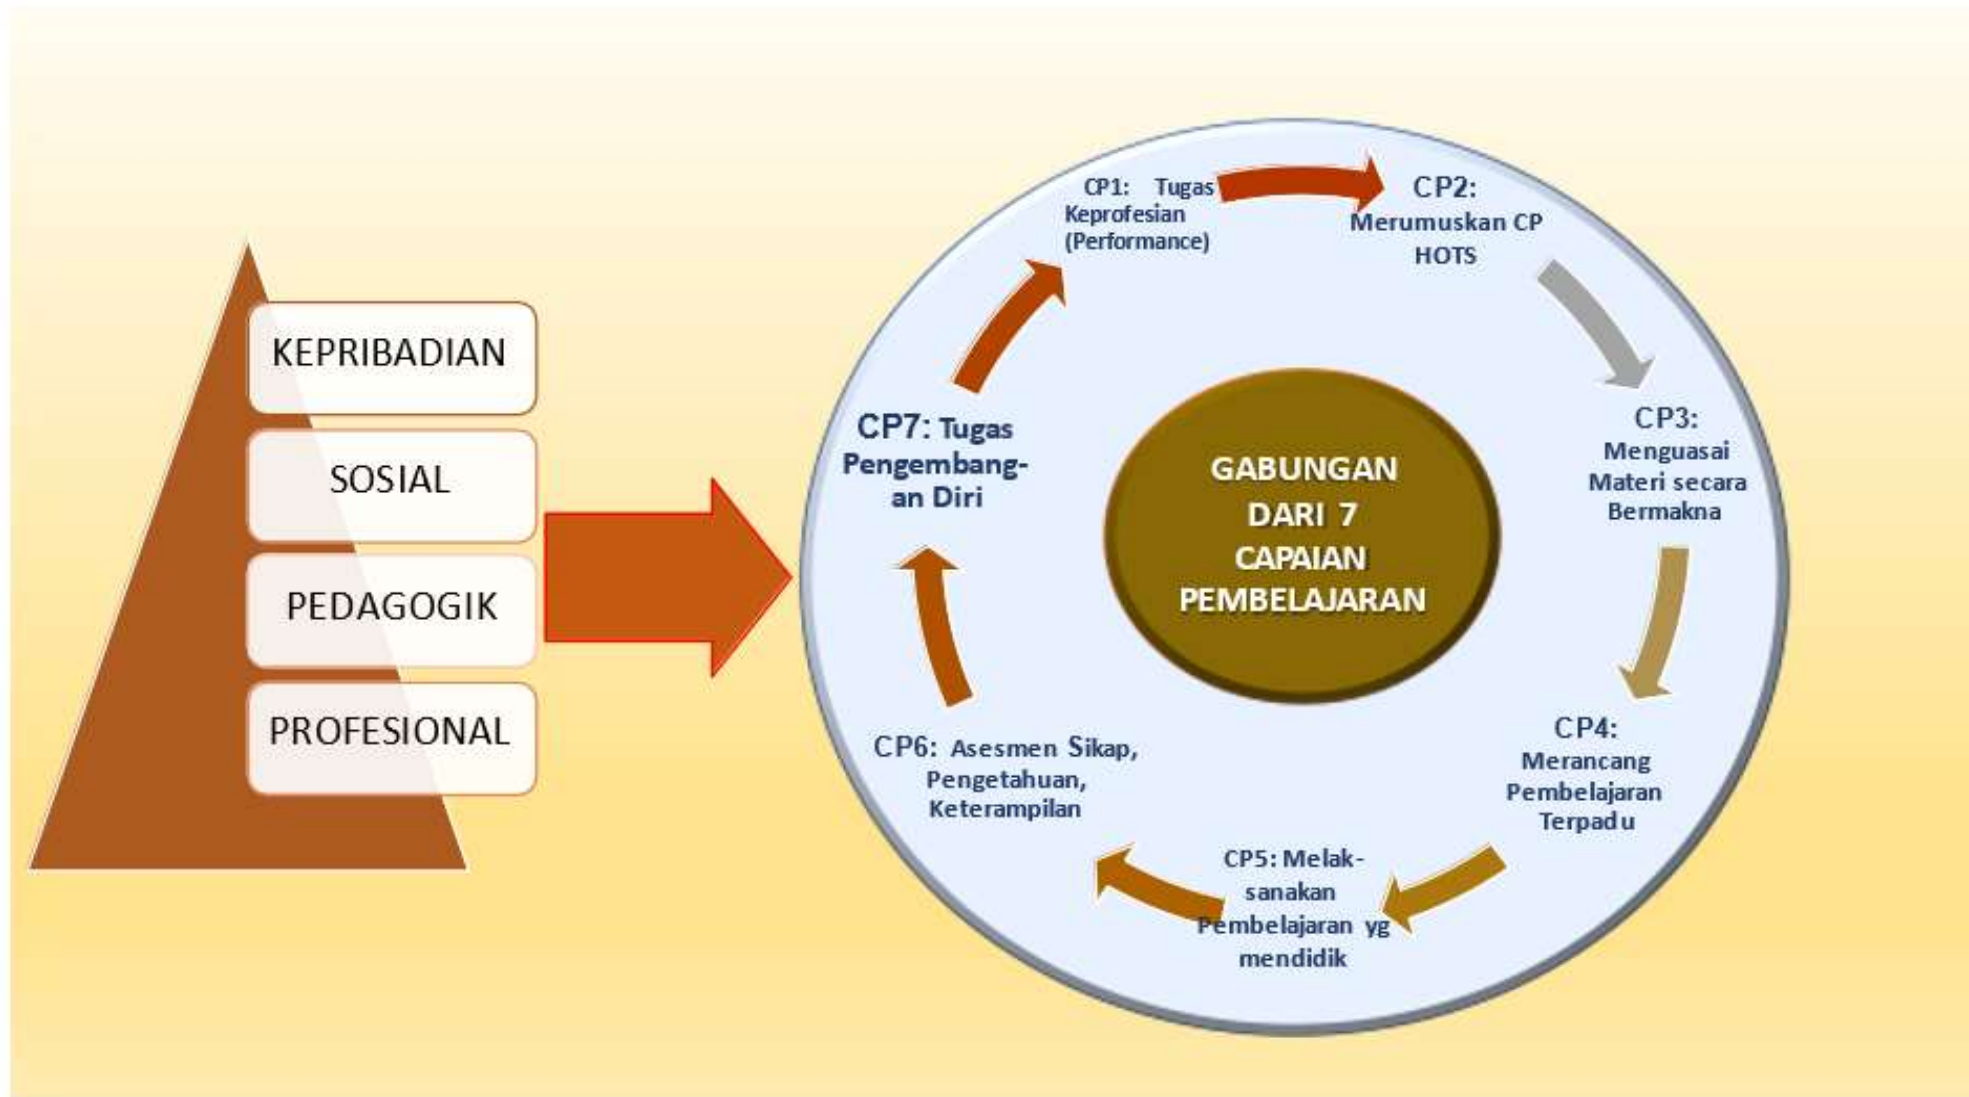 KEPRIBADIAN
SOSIAL
PEDAGOGIK
PROFESIONAL
CP1: Tugas
Keprofesian
(Performance)
CP2:
Merumuskan CP
HOTS
CP3:
Menguasai
Materi secara
Bermakna
CP4:
Merancang
Pembelajaran
Terpadu
CP5: Melak-
sanakan
Pembelajaran yg
mendidik
CP6: Asesmen Sikap,
Pengetahuan,
Keterampilan
CP7: Tugas
Pengembang-
an Diri
GABUNGAN
DARI 7
CAPAIAN
PEMBELAJARAN